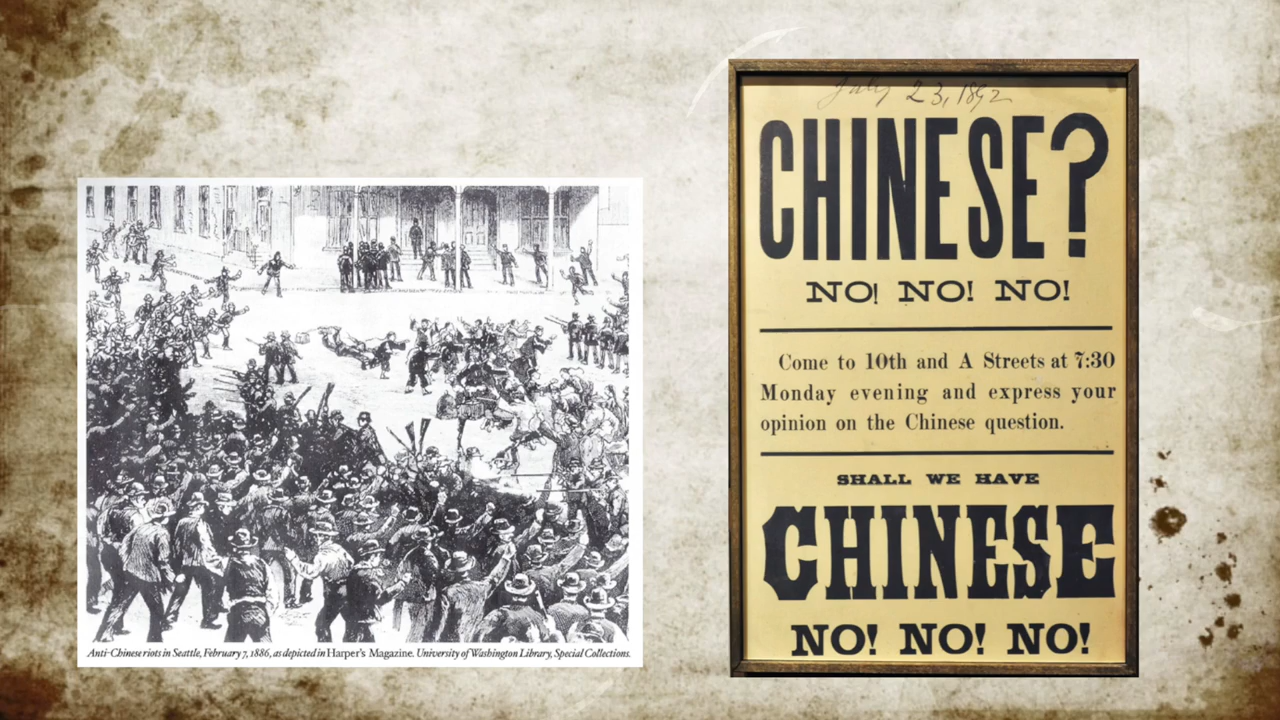 Anti-Chinese riots in Seattle, February 7, 1886, as depicted in Harper's Magazine. University of Washington Library, Special Collections.
July 23, 1892
CHINESE?
NO! NO! NO!
Come to 10th and A Streets at 7:30
Monday evening and express your
opinion on the Chinese question.
SHALL WE HAVE
CHINESE
NO! NO! NO!